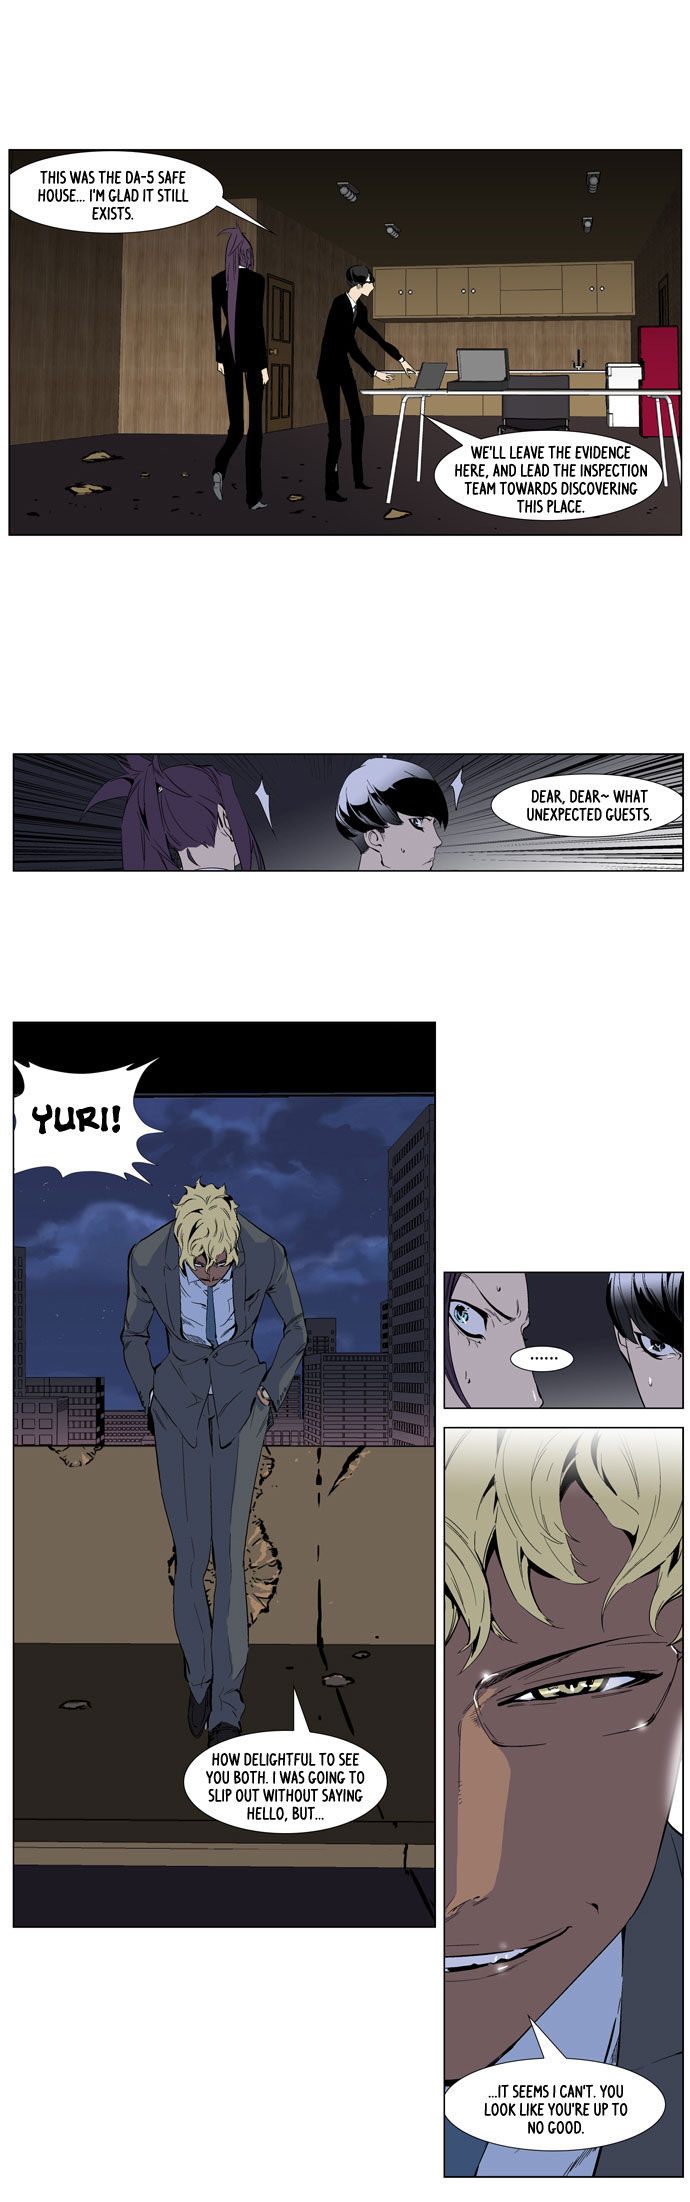 THIS WAS THE DA-5 SAFE
HOUSE... I'M GLAD IT STILL
EXISTS.
WE'LL LEAVE THE EVIDENCE
HERE, AND LEAD THE INSPECTION
TEAM TOWARDS DISCOVERING
THIS PLACE.
DEAR, DEAR~ WHAT
UNEXPECTED GUESTS.
YURI!
HOW DELIGHTFUL TO SEE
YOU BOTH. I WAS GOING TO
SLIP OUT WITHOUT SAYING
HELLO, BUT...
......
...IT SEEMS I CAN'T. YOU
LOOK LIKE YOU'RE UP TO
NO GOOD.